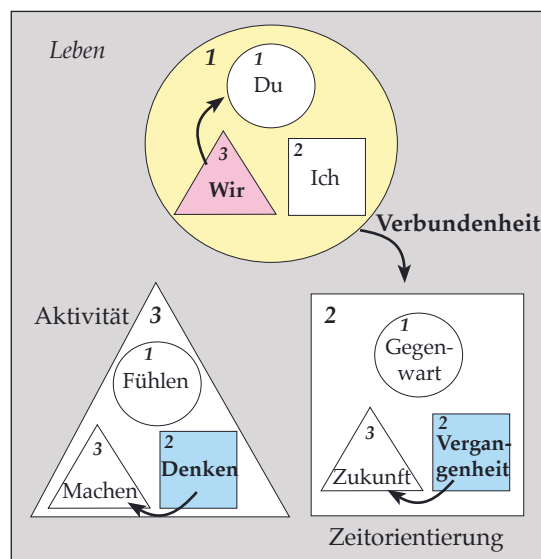 Leben
1
1
Du
3
Wir
2
Ich
Verbundenheit
Aktivität
3
1
Fühlen
3
Machen
2
Denken
2
1
Gegen-
wart
3
Zukunft
2
Vergan-
genheit
Zeitorientierung